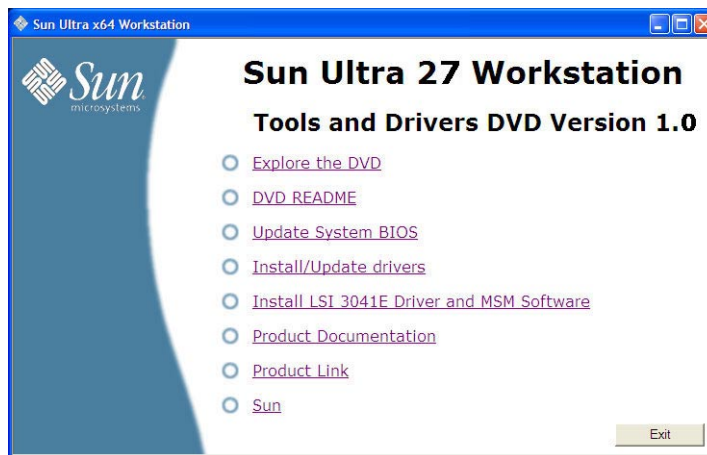 Sun Ultra x64 Workstation
Sun
microsystems
Sun Ultra 27 Workstation
Tools and Drivers DVD Version 1.0
Explore the DVD
DVD README
Update System BIOS
Install/Update drivers
Install LSI 3041E Driver and MSM Software
Product Documentation
Product Link
Sun
Exit